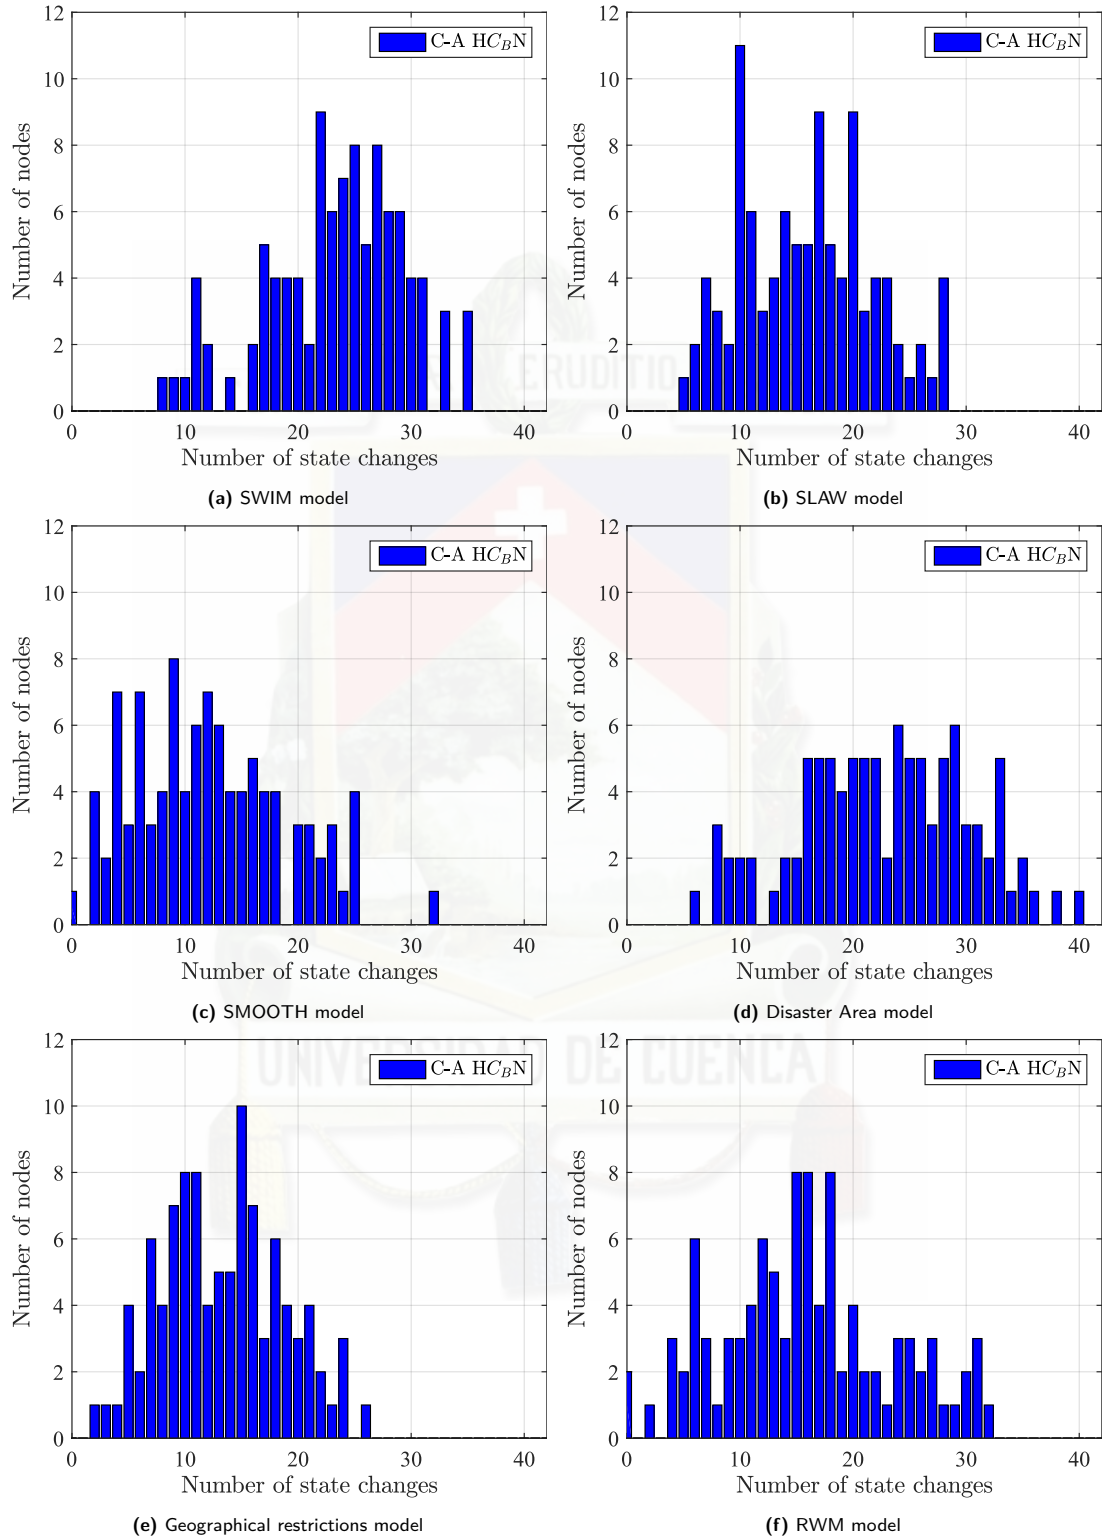 12
10
8
6
4
2
0
Number of nodes
C-A HC_BN
0 10 20 30 40
Number of state changes
(a) SWIM model
12
10
8
6
4
2
0
Number of nodes
C-A HC_BN
0 10 20 30 40
Number of state changes
(b) SLAW model
12
10
8
6
4
2
0
Number of nodes
C-A HC_BN
0 10 20 30 40
Number of state changes
(c) SMOOTH model
12
10
8
6
4
2
0
Number of nodes
C-A HC_BN
0 10 20 30 40
Number of state changes
(d) Disaster Area model
12
10
8
6
4
2
0
Number of nodes
C-A HC_BN
0 10 20 30 40
Number of state changes
(e) Geographical restrictions model
12
10
8
6
4
2
0
Number of nodes
C-A HC_BN
0 10 20 30 40
Number of state changes
(f) RWM model
ERUDITIO
UNIVERSIDAD DE CUENCA